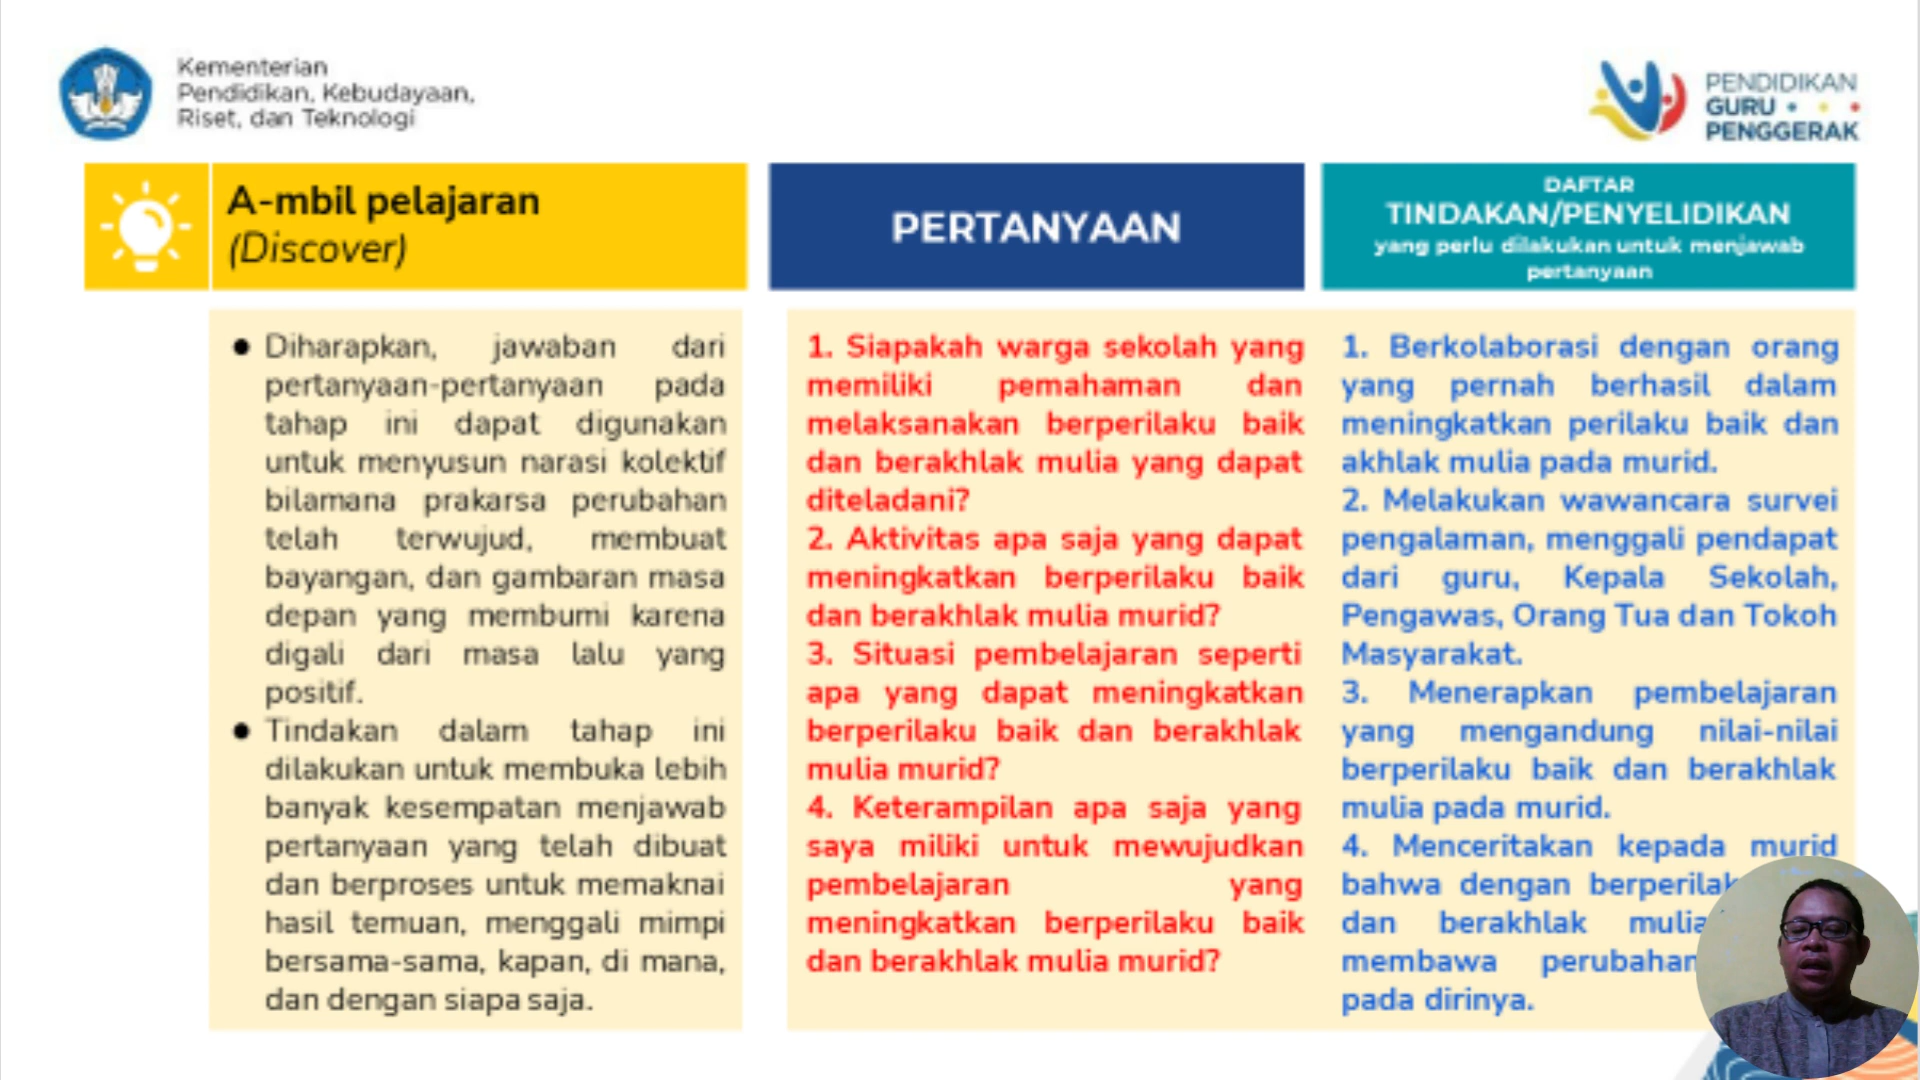 Kementerian
Pendidikan, Kebudayaan,
Riset, dan Teknologi
PENDIDIKAN
GURU
PENGGERAK
A-mbil pelajaran
(Discover)
PERTANYAAN
DAFTAR
TINDAKAN/PENYELIDIKAN
yang perlu dilakukan untuk menjawab
pertanyaan
● Diharapkan, jawaban dari
pertanyaan-pertanyaan pada
tahap ini dapat digunakan
untuk menyusun narasi kolektif
bilamana prakarsa perubahan
telah terwujud, membuat
bayangan, dan gambaran masa
depan yang membumi karena
digali dari masa lalu yang
positif.
● Tindakan dalam tahap ini
dilakukan untuk membuka lebih
banyak kesempatan menjawab
pertanyaan yang telah dibuat
dan berproses untuk memaknai
hasil temuan, menggali mimpi
bersama-sama, kapan, di mana,
dan dengan siapa saja.
1. Siapakah warga sekolah yang
memiliki pemahaman dan
melaksanakan berperilaku baik
dan berakhlak mulia yang dapat
diteladani?
2. Aktivitas apa saja yang dapat
meningkatkan berperilaku baik
dan berakhlak mulia murid?
3. Situasi pembelajaran seperti
apa yang dapat meningkatkan
berperilaku baik dan berakhlak
mulia murid?
4. Keterampilan apa saja yang
saya miliki untuk mewujudkan
pembelajaran yang
meningkatkan berperilaku baik
dan berakhlak mulia murid?
1. Berkolaborasi dengan orang
yang pernah berhasil dalam
meningkatkan perilaku baik dan
akhlak mulia pada murid.
2. Melakukan wawancara survei
pengalaman, menggali pendapat
dari guru, Kepala Sekolah,
Pengawas, Orang Tua dan Tokoh
Masyarakat.
3. Menerapkan pembelajaran
yang mengandung nilai-nilai
berperilaku baik dan berakhlak
mulia pada murid.
4. Menceritakan kepada murid
bahwa dengan
dan berakhlak mulia
membawa
pada dirinya.